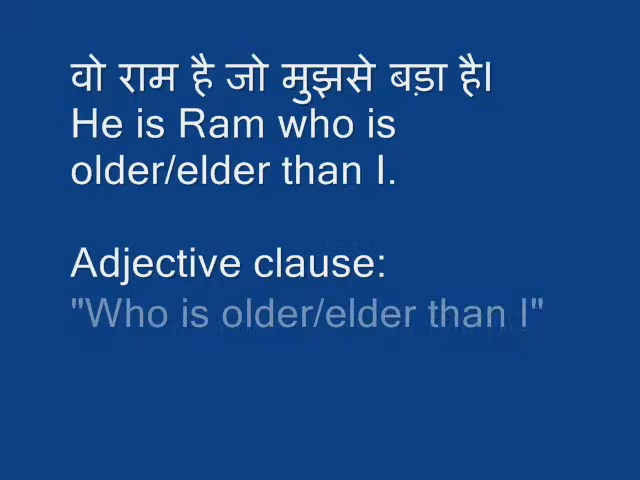 वो राम है जो मुझसे बड़ा है।
He is Ram who is
older/elder than I.
Adjective clause:
"Who is older/elder than I"